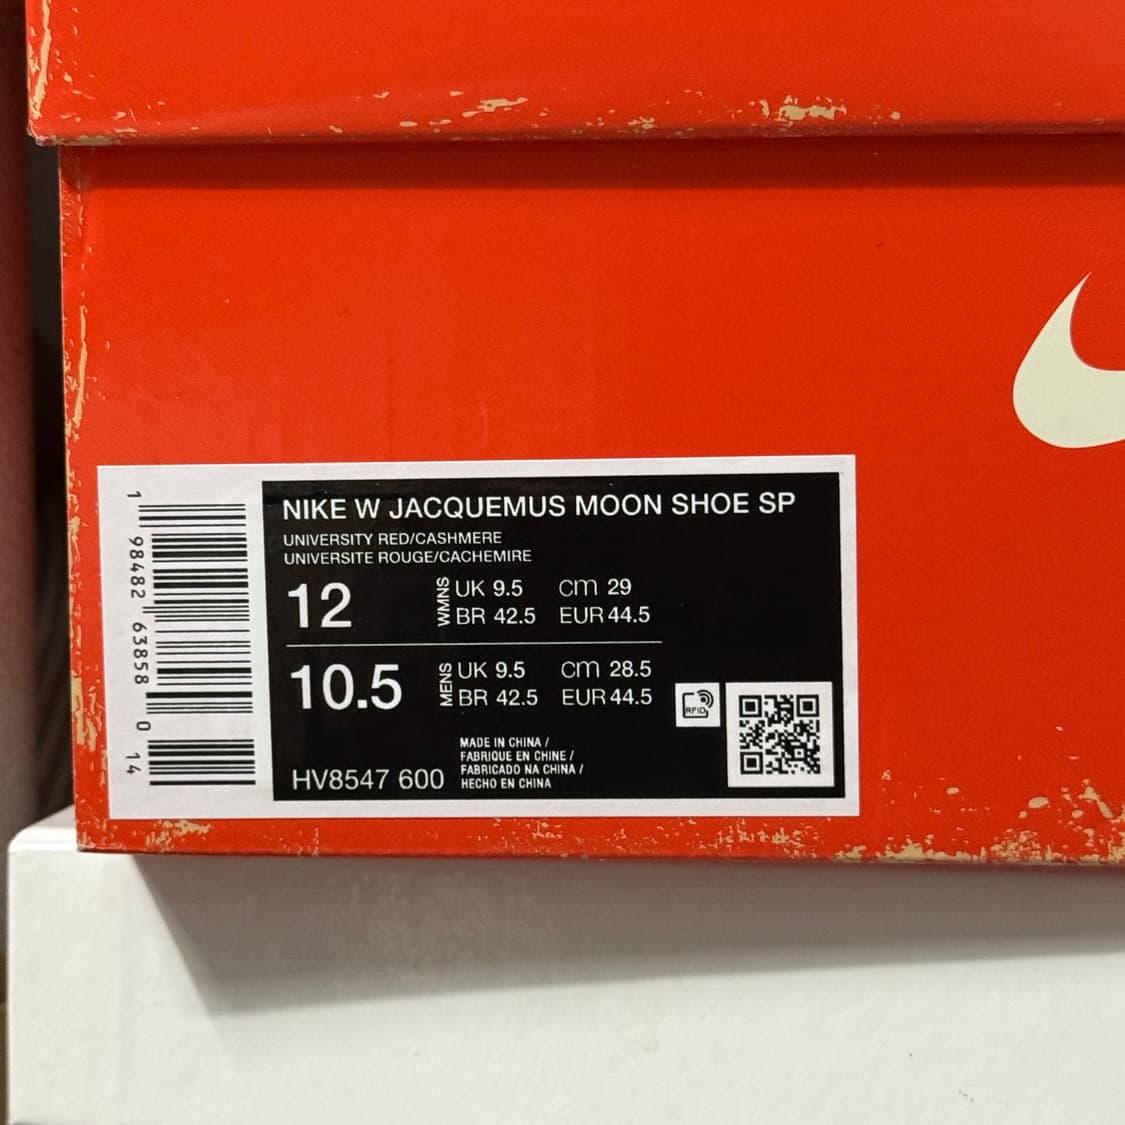 NIKE W JACQUEMUS MOON SHOE SP
UNIVERSITY RED/CASHMERE
UNIVERSITE ROUGE/CACHEMIRE
12 WMNS UK 9.5 cm 29
BR 42.5 EUR 44.5
10.5 MENS UK 9.5 cm 28.5
BR 42.5 EUR 44.5
RFID
HV8547 600
MADE IN CHINA /
FABRIQUE EN CHINE /
FABRICADO NA CHINA /
HECHO EN CHINA
1 98482 63858 0 14